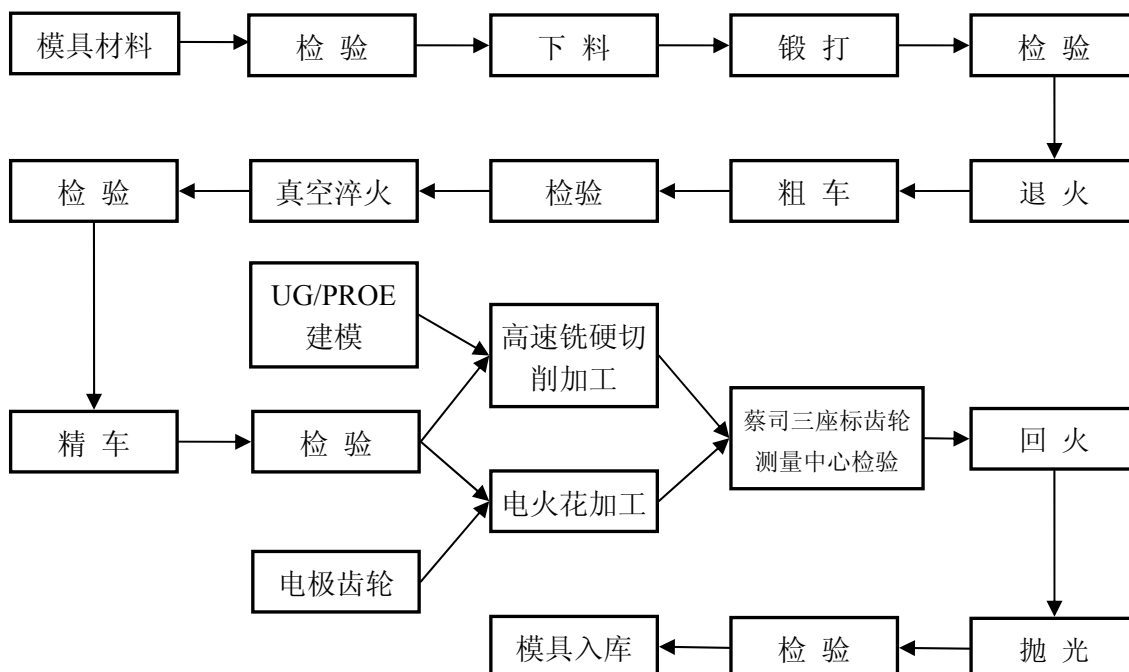 模具材料
检 验
下 料
锻 打
检 验
检 验
真空淬火
检验
粗 车
退 火
UG/PROE
建模
高速铣硬切
削加工
精 车
检 验
蔡司三座标齿轮
测量中心检验
回 火
电火花加工
电极齿轮
模具入库
检 验
抛 光